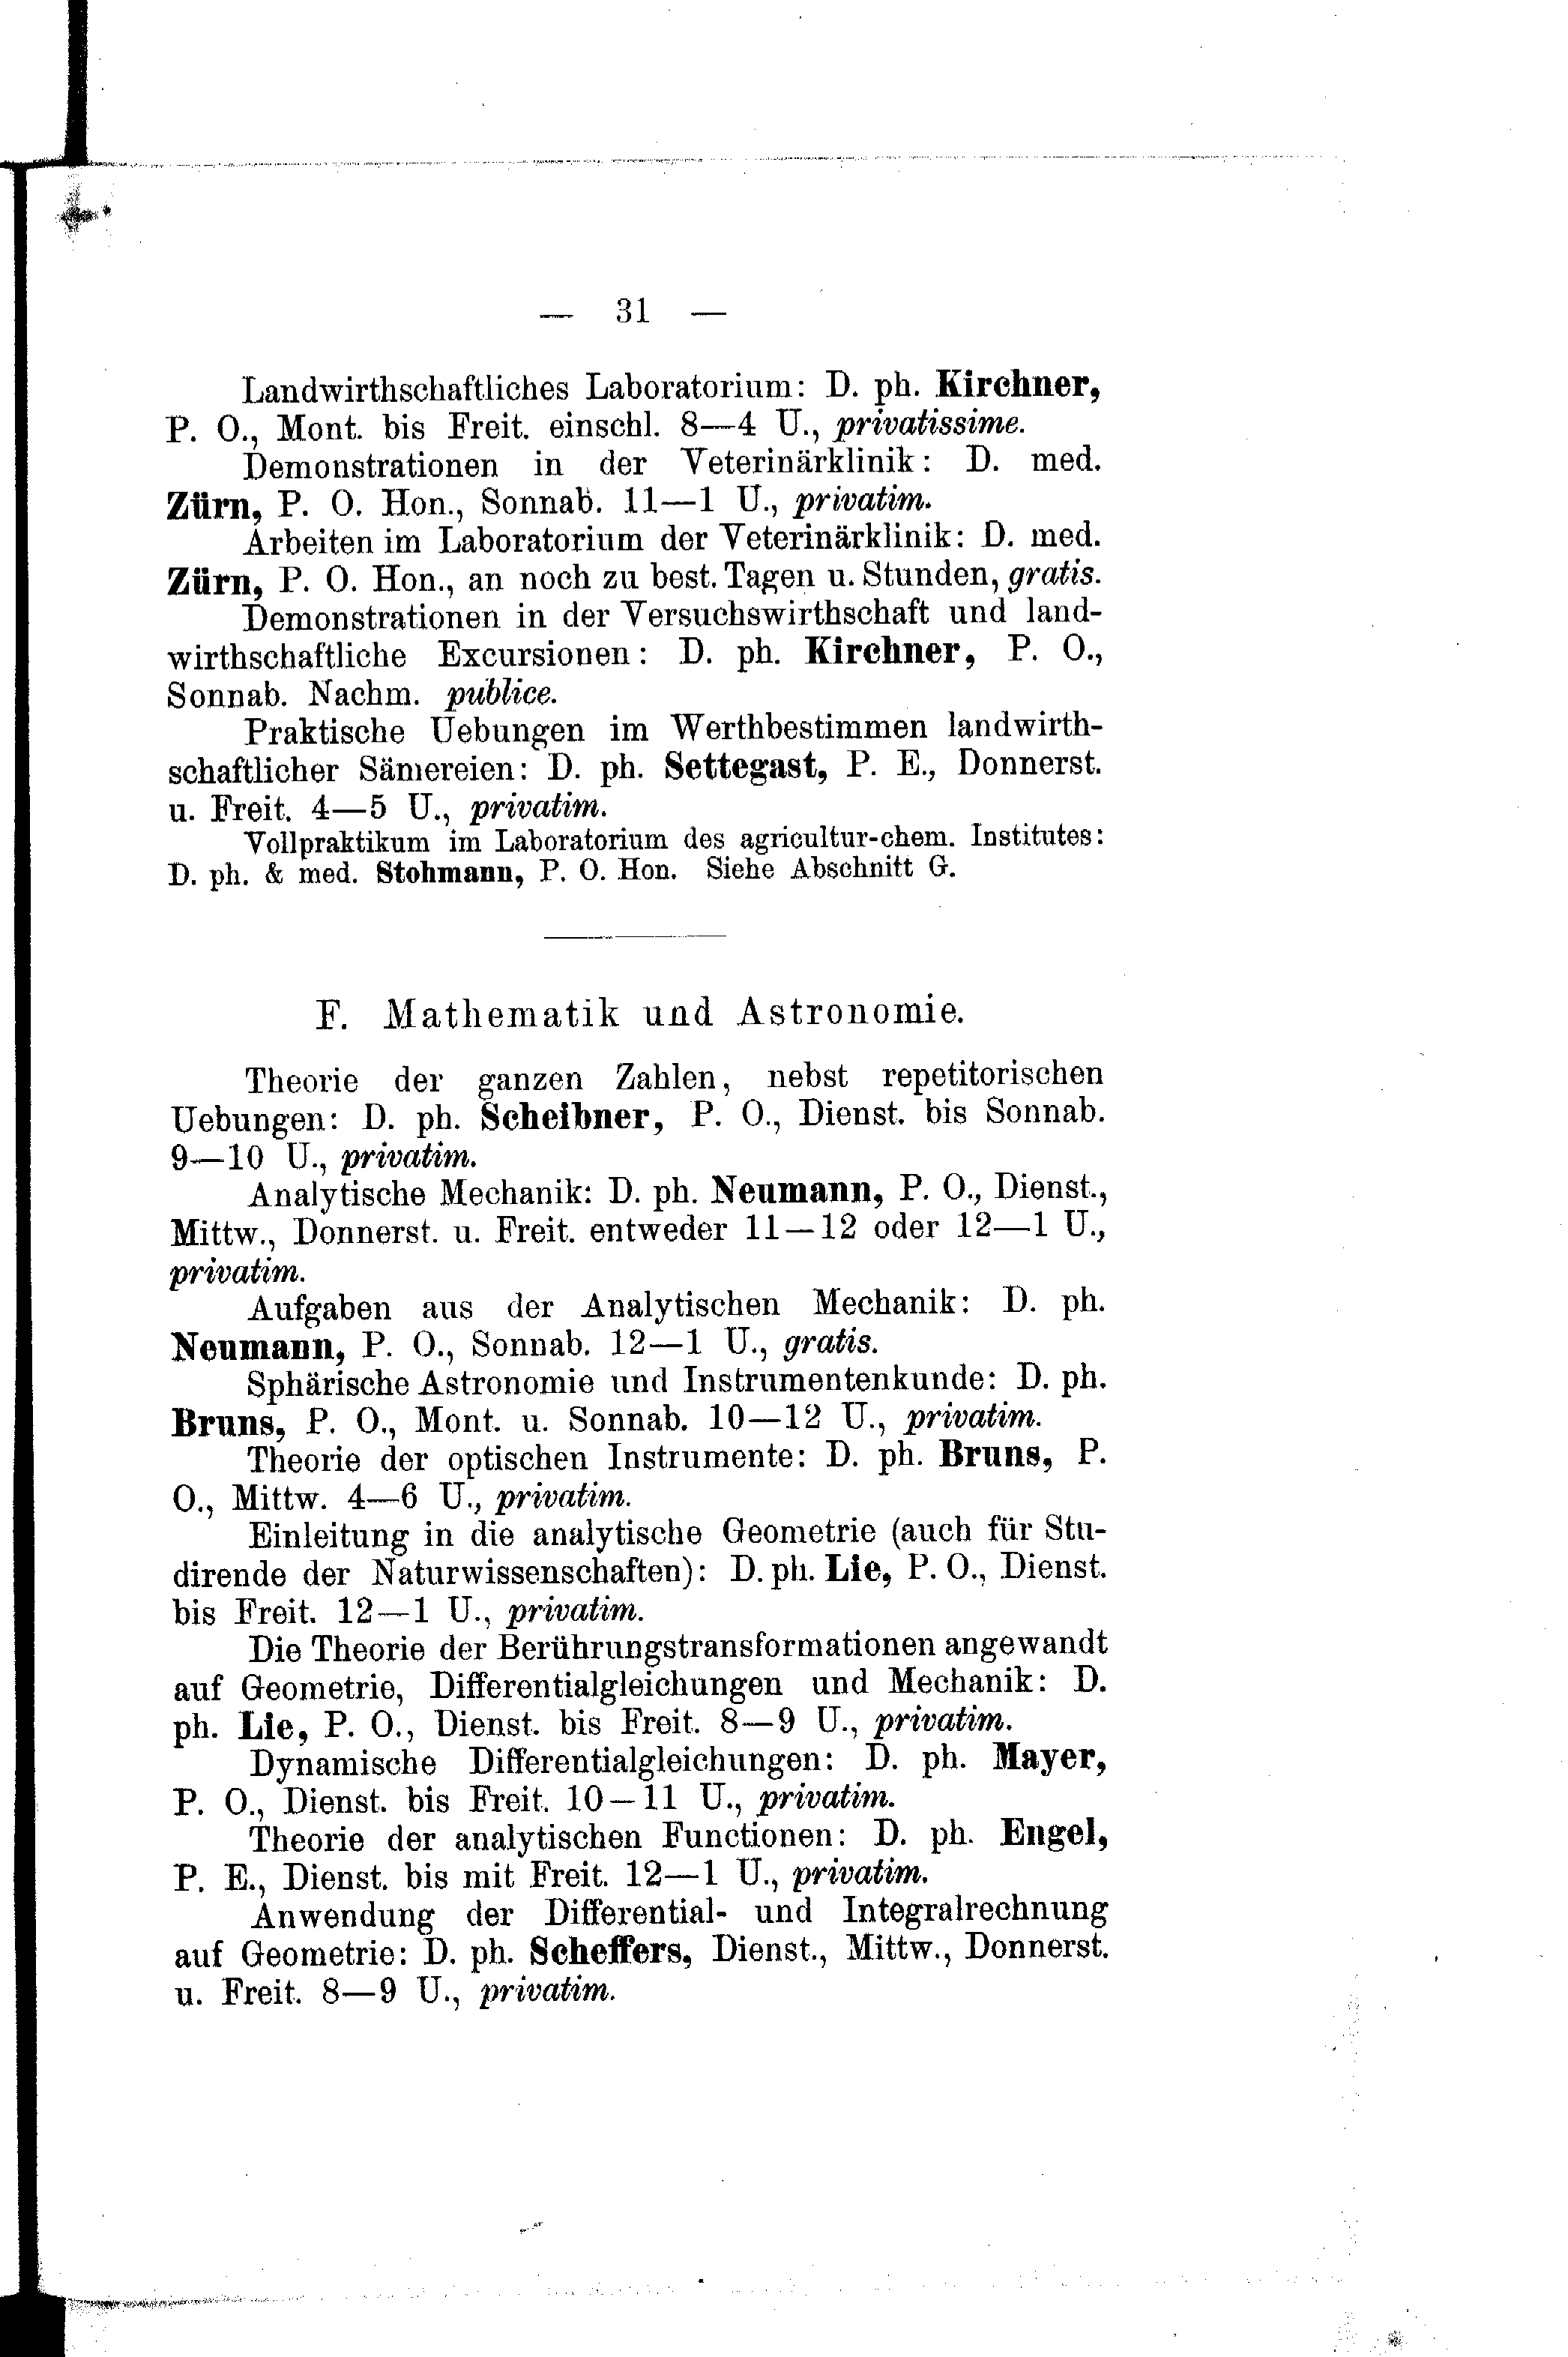 — 31 —
Landwirthschaftliches Laboratorium: D. ph. Kirchner,
P. O., Mont. bis Freit. einschl. 8—4 U., privatissime.
Demonstrationen in der Veterinärklinik: D. med.
Zürn, P. O. Hon., Sonnab. 11—1 U., privatim.
Arbeiten im Laboratorium der Veterinärklinik: D. med.
Zürn, P. O. Hon., an noch zu best. Tagen u. Stunden, gratis.
Demonstrationen in der Versuchswirthschaft und land-
wirthschaftliche Excursionen: D. ph. Kirchner, P. O.,
Sonnab. Nachm. publice.
Praktische Uebungen im Werthbestimmen landwirth-
schaftlicher Sämereien: D. ph. Settegast, P. E., Donnerst.
u. Freit. 4—5 U., privatim.
Vollpraktikum im Laboratorium des agricultur-chem. Institutes:
D. ph. & med. Stohmann, P. O. Hon. Siehe Abschnitt G.
F. Mathematik und Astronomie.
Theorie der ganzen Zahlen, nebst repetitorischen
Uebungen: D. ph. Scheibner, P. O., Dienst. bis Sonnab.
9—10 U., privatim.
Analytische Mechanik: D. ph. Neumann, P. O., Dienst.,
Mittw., Donnerst. u. Freit. entweder 11—12 oder 12—1 U.,
privatim.
Aufgaben aus der Analytischen Mechanik: D. ph.
Neumann, P. O., Sonnab. 12—1 U., gratis.
Sphärische Astronomie und Instrumentenkunde: D. ph.
Bruns, P. O., Mont. u. Sonnab. 10—12 U., privatim.
Theorie der optischen Instrumente: D. ph. Bruns, P.
O., Mittw. 4—6 U., privatim.
Einleitung in die analytische Geometrie (auch für Stu-
dirende der Naturwissenschaften): D. ph. Lie, P. O., Dienst.
bis Freit. 12—1 U., privatim.
Die Theorie der Berührungstransformationen angewandt
auf Geometrie, Differentialgleichungen und Mechanik: D.
ph. Lie, P. O., Dienst. bis Freit. 8—9 U., privatim.
Dynamische Differentialgleichungen: D. ph. Mayer,
P. O., Dienst. bis Freit. 10—11 U., privatim.
Theorie der analytischen Functionen: D. ph. Engel,
P. E., Dienst. bis mit Freit. 12—1 U., privatim.
Anwendung der Differential- und Integralrechnung
auf Geometrie: D. ph. Scheffers, Dienst., Mittw., Donnerst.
u. Freit. 8—9 U., privatim.